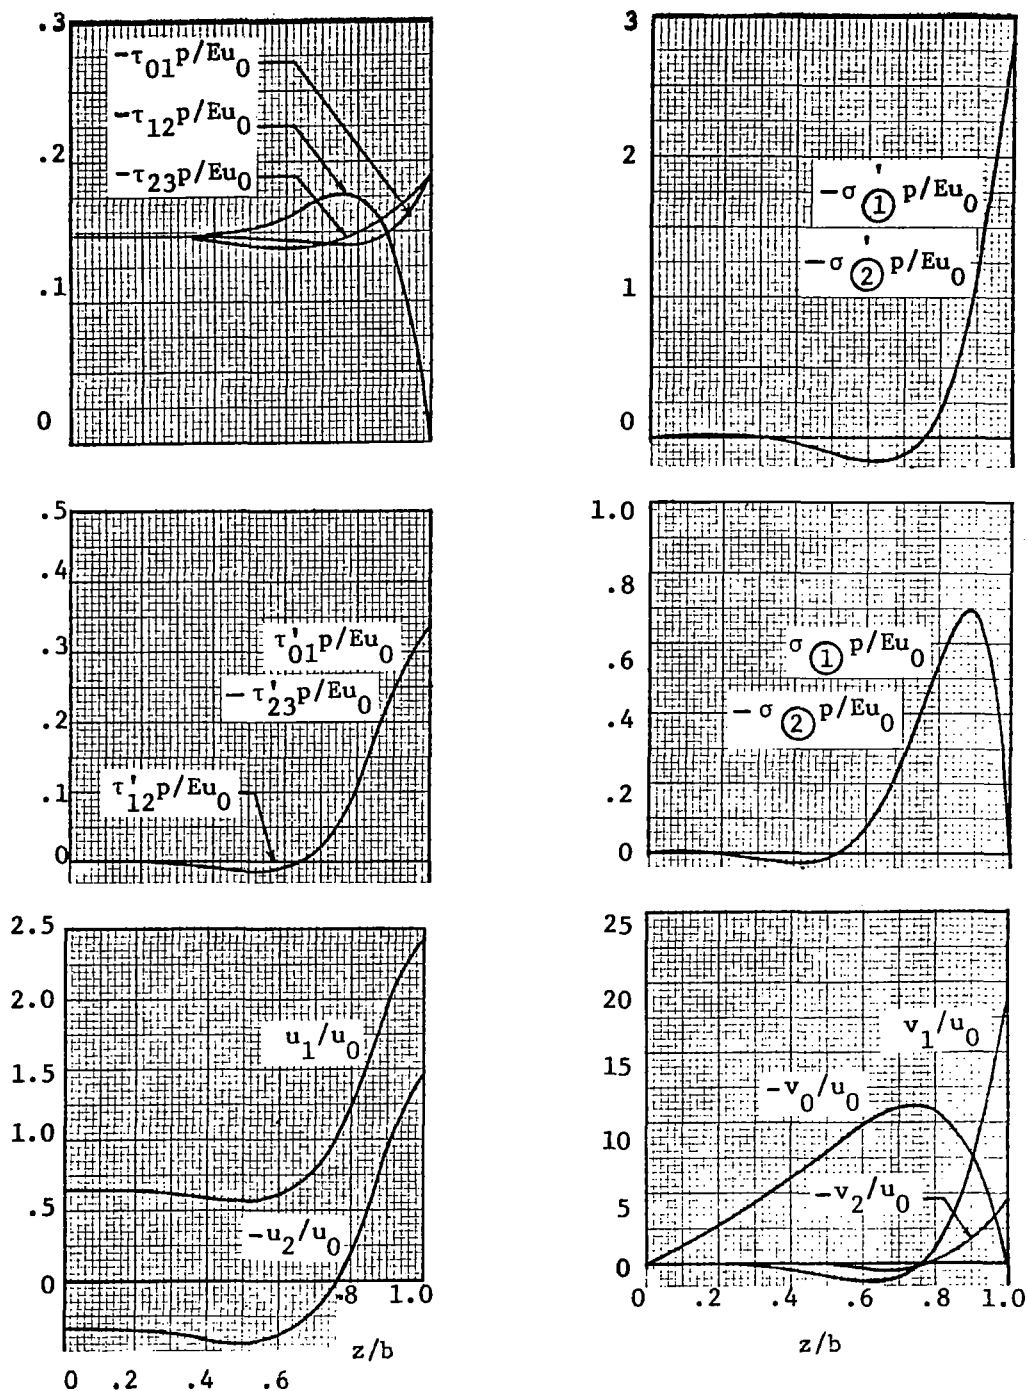 .3
.2
.1
0
-τ01p/Eu0
-τ12p/Eu0
-τ23p/Eu0
3
2
1
0
-σ'①p/Eu0
-σ'②p/Eu0
.5
.4
.3
.2
.1
0
τ'01p/Eu0
-τ'23p/Eu0
τ'12p/Eu0
1.0
.8
.6
.4
.2
0
σ①p/Eu0
-σ②p/Eu0
2.5
2.0
1.5
1.0
.5
0
u1/u0
-u2/u0
.8 1.0
z/b
0 .2 .4 .6
25
20
15
10
5
0
v1/u0
-v0/u0
-v2/u0
0 .2 .4 .6 .8 1.0
z/b